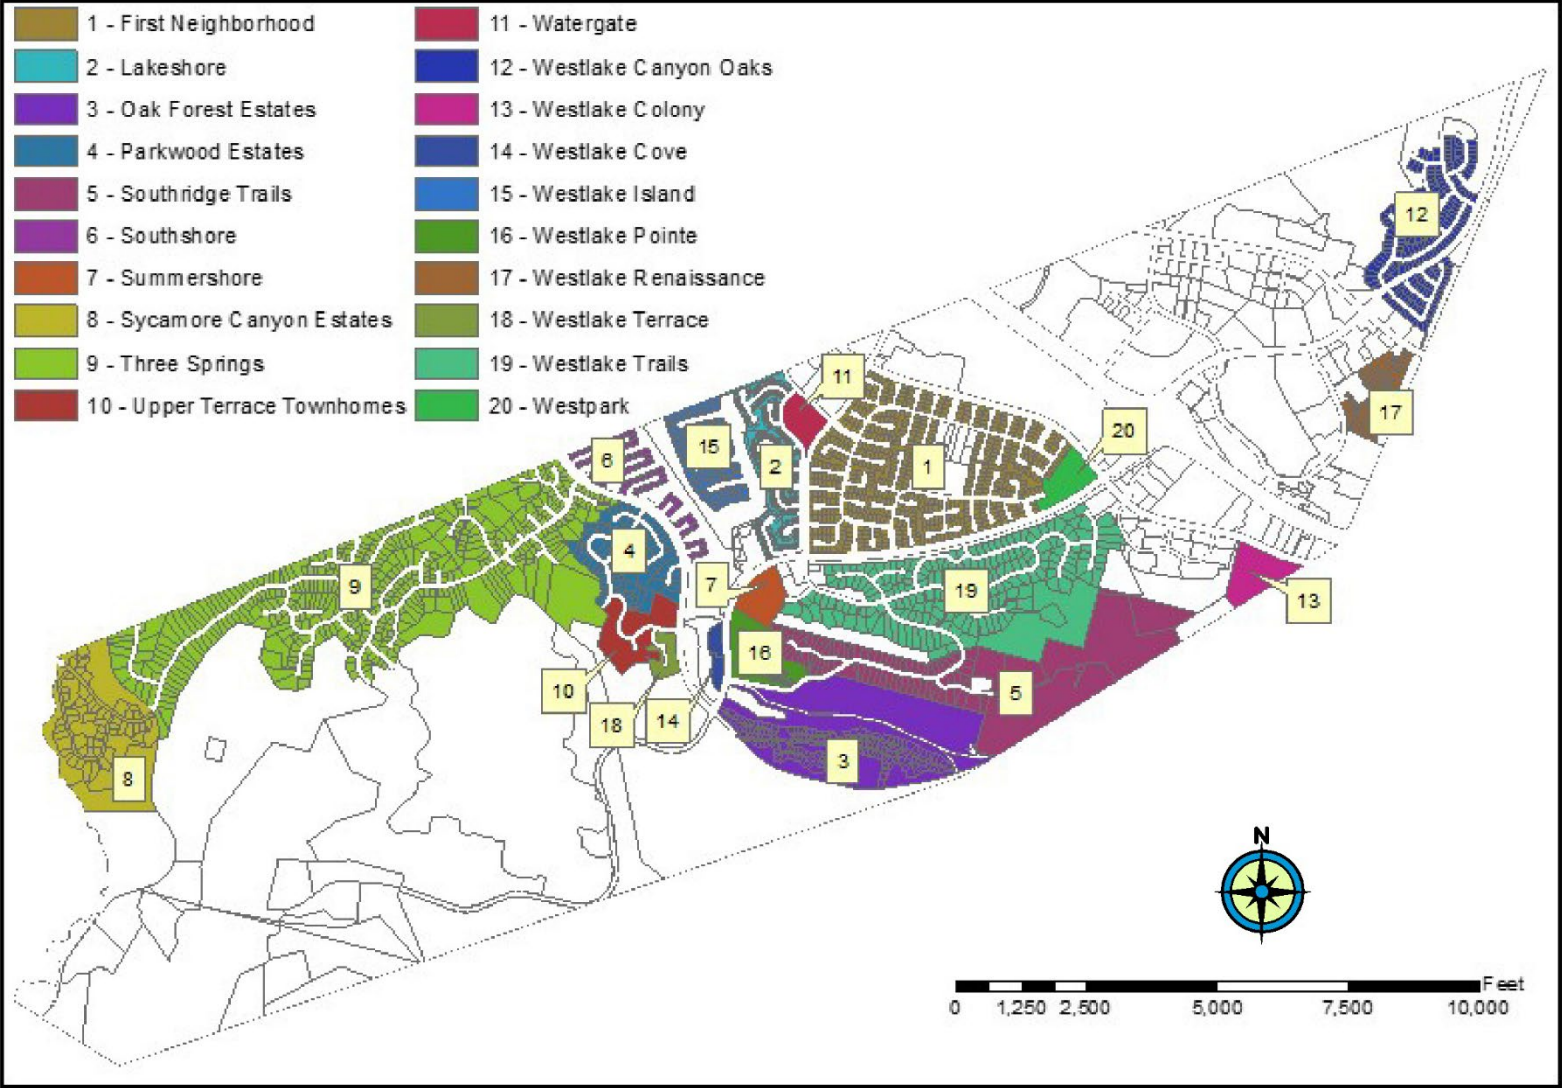 1 - First Neighborhood
2 - Lakeshore
3 - Oak Forest Estates
4 - Parkwood Estates
5 - Southridge Trails
6 - Southshore
7 - Summershore
8 - Sycamore Canyon Estates
9 - Three Springs
10 - Upper Terrace Townhomes
11 - Watergate
12 - Westlake Canyon Oaks
13 - Westlake Colony
14 - Westlake Cove
15 - Westlake Island
16 - Westlake Pointe
17 - Westlake Renaissance
18 - Westlake Terrace
19 - Westlake Trails
20 - Westpark
12
11
17
20
15
6
2
1
4
9
7
19
13
16
10
5
18
14
3
8
N
Feet
0 1,250 2,500 5,000 7,500 10,000